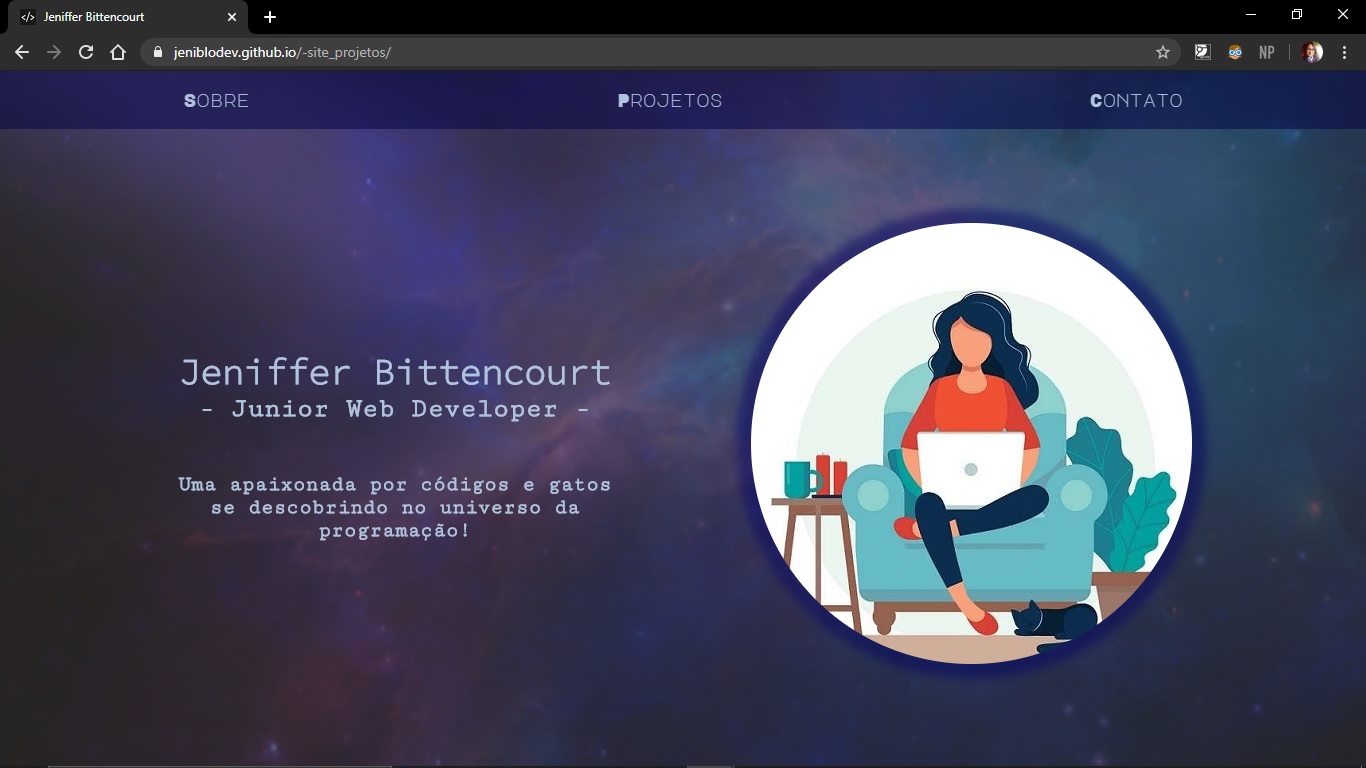 </> Jeniffer Bittencourt
jeniblodev.github.io/-site_projetos/
NP
SOBRE PROJETOS CONTATO
Jeniffer Bittencourt
- Junior Web Developer -
Uma apaixonada por códigos e gatos
se descobrindo no universo da
programação!